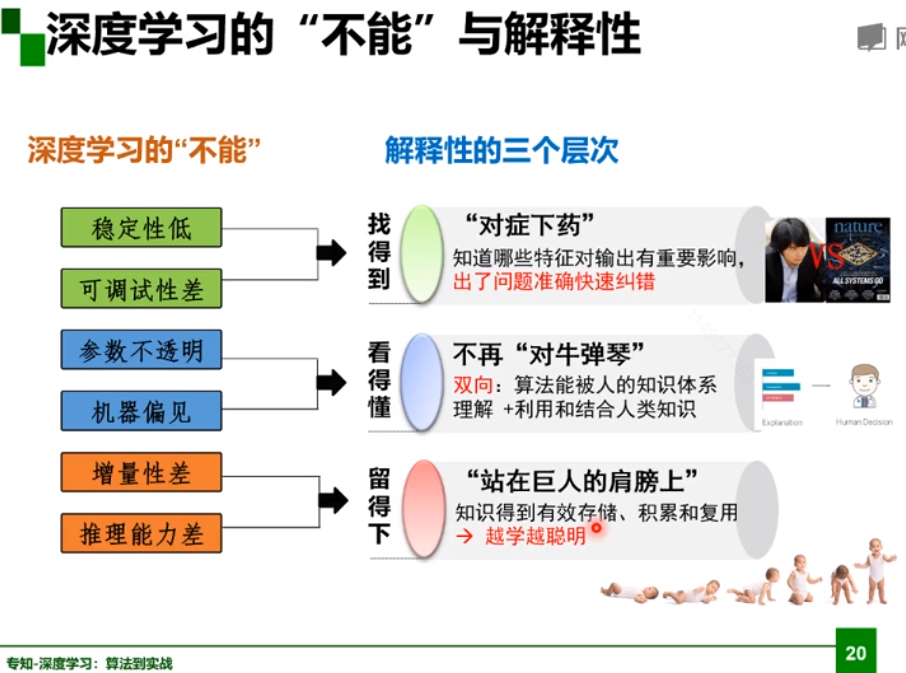 深度学习的“不能”与解释性
深度学习的“不能”
解释性的三个层次
稳定性低
可调试性差
参数不透明
机器偏见
增量性差
推理能力差
找得到
“对症下药”
知道哪些特征对输出有重要影响，
出了问题准确快速纠错
nature
VS
ALL SYSTEMS GO
看得懂
不再“对牛弹琴”
双向：算法能被人的知识体系
理解 +利用和结合人类知识
Explanation
Human Decision
留得下
“站在巨人的肩膀上”
知识得到有效存储、积累和复用
→ 越学越聪明
专知-深度学习：算法到实战
20